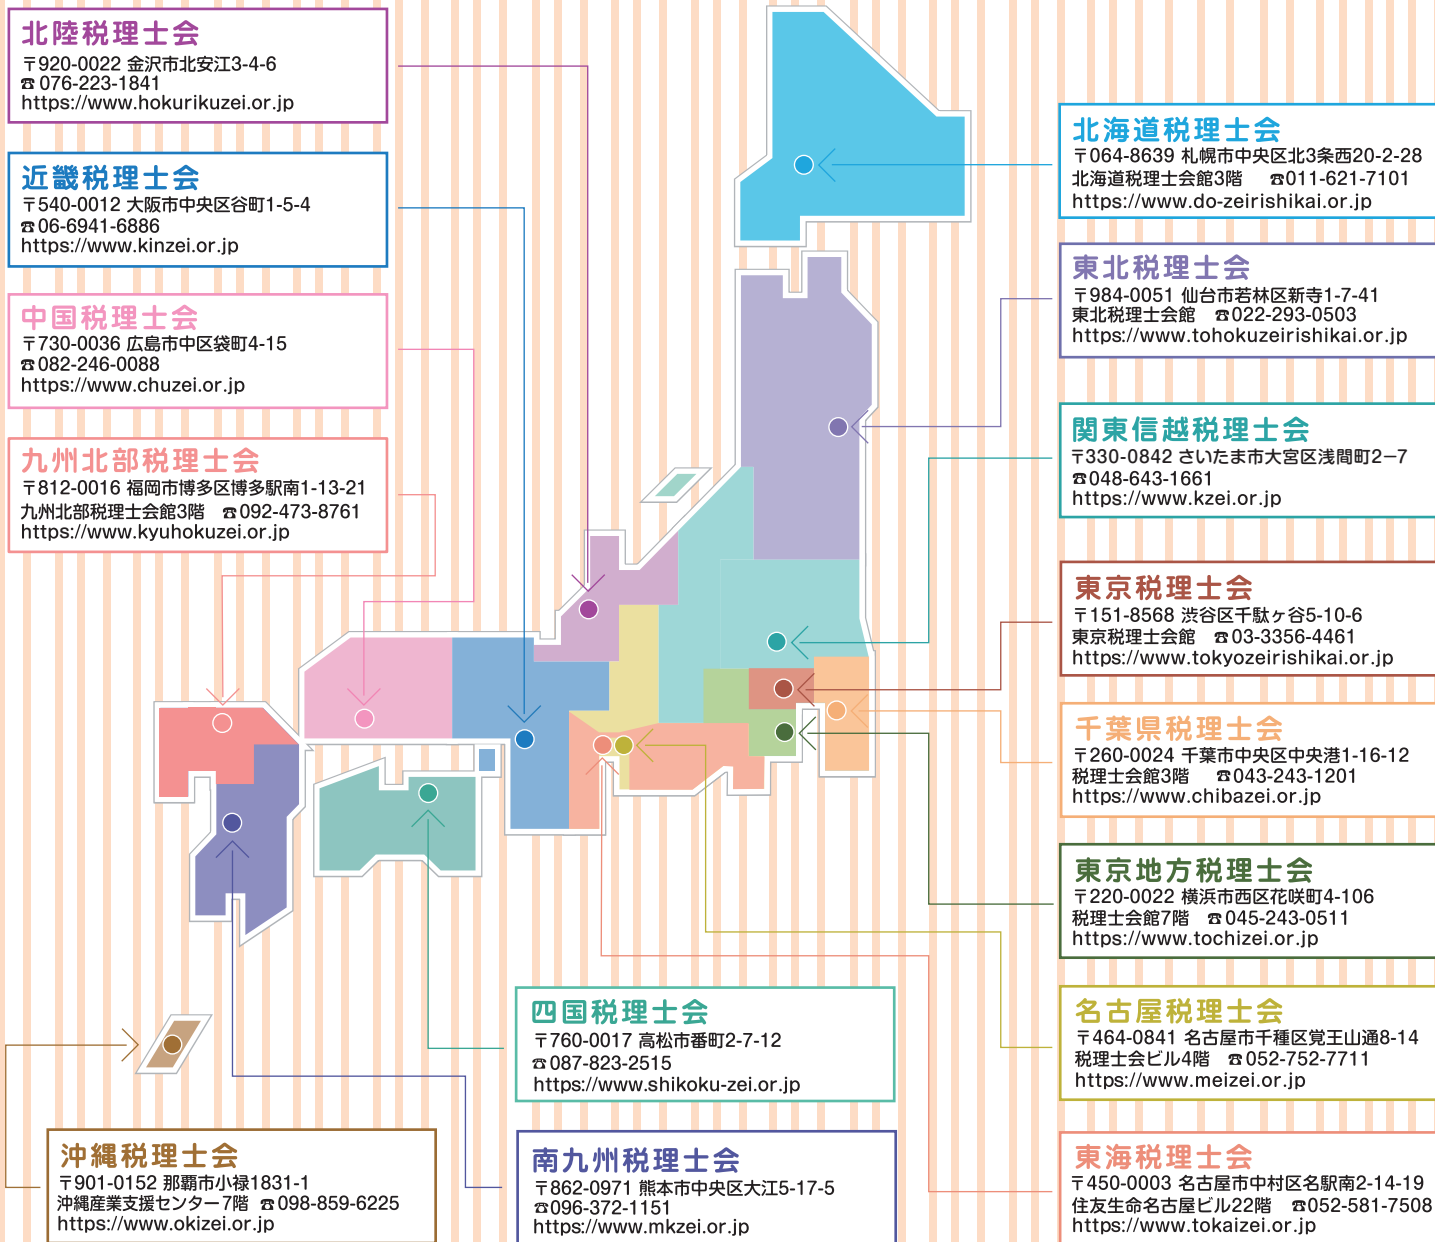 北陸税理士会
〒920-0022 金沢市北安江3-4-6
☎076-223-1841
https://www.hokurikuzei.or.jp
近畿税理士会
〒540-0012 大阪市中央区谷町1-5-4
☎06-6941-6886
https://www.kinzei.or.jp
中国税理士会
〒730-0036 広島市中区袋町4-15
☎082-246-0088
https://www.chuzei.or.jp
九州北部税理士会
〒812-0016 福岡市博多区博多駅南1-13-21
九州北部税理士会館3階 ☎092-473-8761
https://www.kyuhokuzei.or.jp
北海道税理士会
〒064-8639 札幌市中央区北3条西20-2-28
北海道税理士会館3階 ☎011-621-7101
https://www.do-zeirishikai.or.jp
東北税理士会
〒984-0051 仙台市若林区新寺1-7-41
東北税理士会館 ☎022-293-0503
https://www.tohokuzeirishikai.or.jp
関東信越税理士会
〒330-0842 さいたま市大宮区浅間町2－7
☎048-643-1661
https://www.kzei.or.jp
東京税理士会
〒151-8568 渋谷区千駄ヶ谷5-10-6
東京税理士会館 ☎03-3356-4461
https://www.tokyozeirishikai.or.jp
千葉県税理士会
〒260-0024 千葉市中央区中央港1-16-12
税理士会館3階 ☎043-243-1201
https://www.chibazei.or.jp
東京地方税理士会
〒220-0022 横浜市西区花咲町4-106
税理士会館7階 ☎045-243-0511
https://www.tochizei.or.jp
名古屋税理士会
〒464-0841 名古屋市千種区覚王山通8-14
税理士会ビル4階 ☎052-752-7711
https://www.meizei.or.jp
東海税理士会
〒450-0003 名古屋市中村区名駅南2-14-19
住友生命名古屋ビル22階 ☎052-581-7508
https://www.tokaizei.or.jp
四国税理士会
〒760-0017 高松市番町2-7-12
☎087-823-2515
https://www.shikoku-zei.or.jp
南九州税理士会
〒862-0971 熊本市中央区大江5-17-5
☎096-372-1151
https://www.mkzei.or.jp
沖縄税理士会
〒901-0152 那覇市小禄1831-1
沖縄産業支援センター7階 ☎098-859-6225
https://www.okizei.or.jp